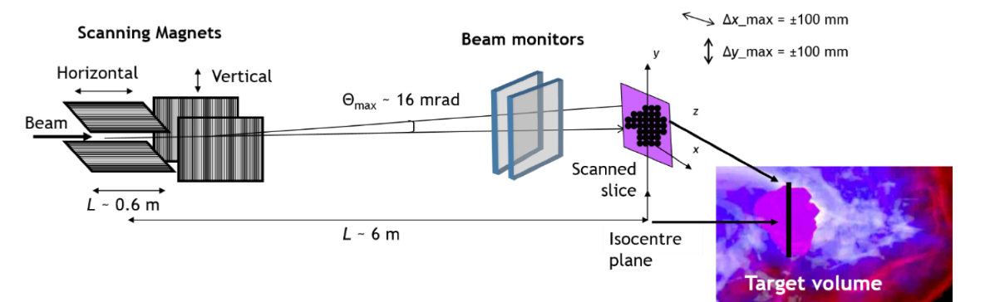 Scanning Magnets
Horizontal
Vertical
Beam
L ~ 0.6 m
Θmax ~ 16 mrad
Beam monitors
Δx_max = ±100 mm
Δy_max = ±100 mm
y
z
x
Scanned
slice
L ~ 6 m
Isocentre
plane
Target volume